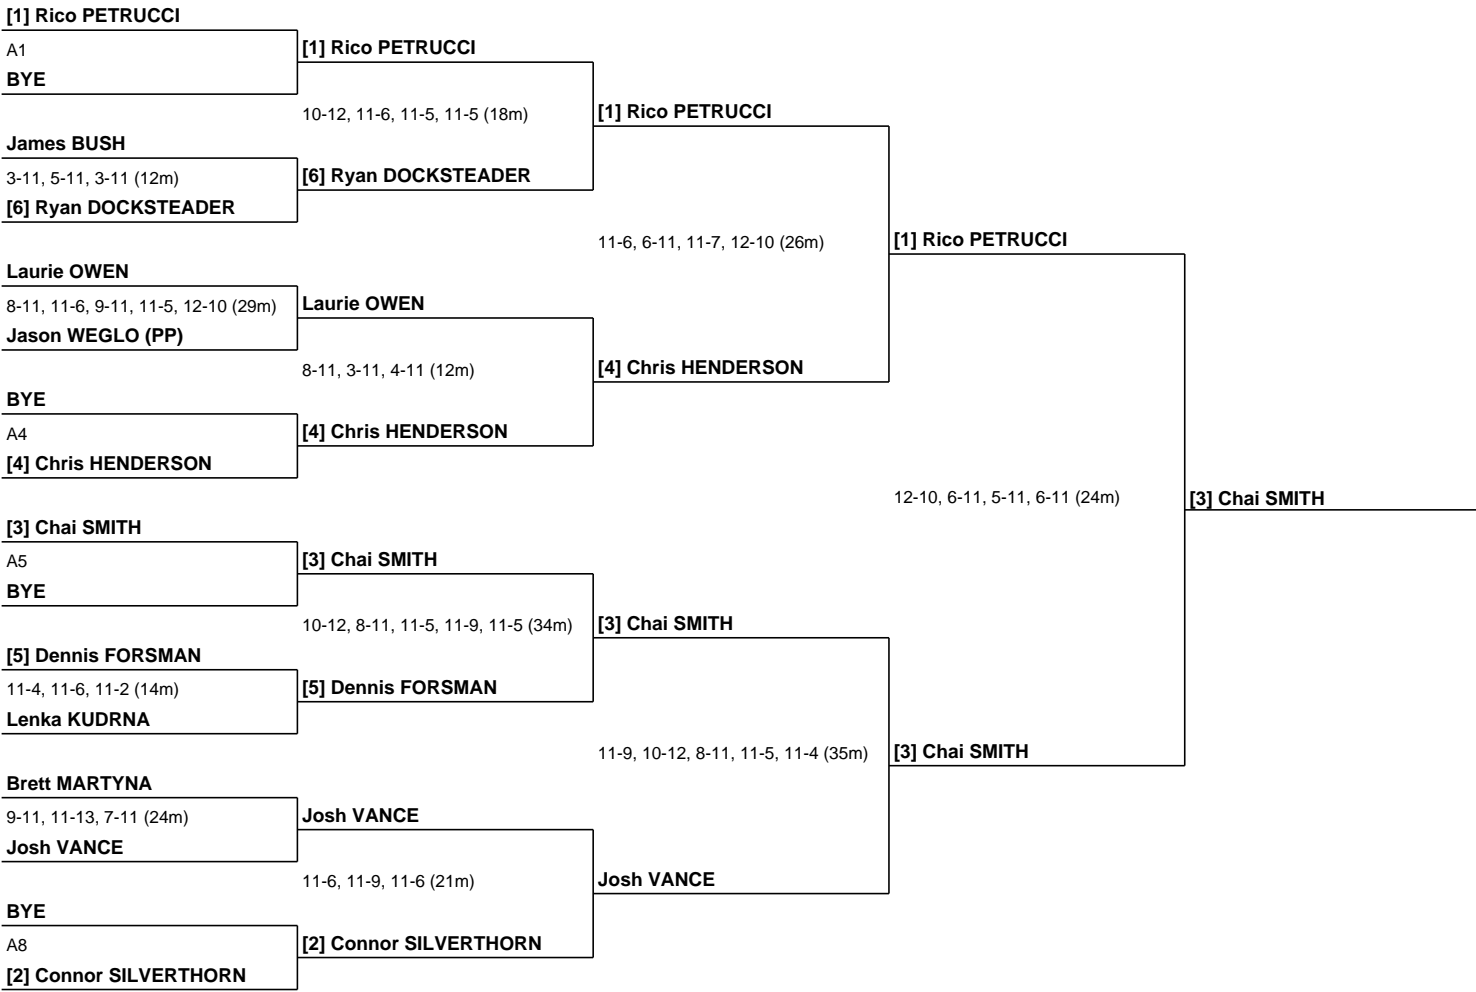 [1] Rico PETRUCCI
A1
BYE
James BUSH
3-11, 5-11, 3-11 (12m)
[6] Ryan DOCKSTEADER
Laurie OWEN
8-11, 11-6, 9-11, 11-5, 12-10 (29m)
Jason WEGLO (PP)
BYE
A4
[4] Chris HENDERSON
[3] Chai SMITH
A5
BYE
[5] Dennis FORSMAN
11-4, 11-6, 11-2 (14m)
Lenka KUDRNA
Brett MARTYNA
9-11, 11-13, 7-11 (24m)
Josh VANCE
BYE
A8
[2] Connor SILVERTHORN
[1] Rico PETRUCCI
10-12, 11-6, 11-5, 11-5 (18m)
[6] Ryan DOCKSTEADER
Laurie OWEN
8-11, 3-11, 4-11 (12m)
[4] Chris HENDERSON
[3] Chai SMITH
10-12, 8-11, 11-5, 11-9, 11-5 (34m)
[5] Dennis FORSMAN
Josh VANCE
11-6, 11-9, 11-6 (21m)
[2] Connor SILVERTHORN
[1] Rico PETRUCCI
11-6, 6-11, 11-7, 12-10 (26m)
[4] Chris HENDERSON
[3] Chai SMITH
11-9, 10-12, 8-11, 11-5, 11-4 (35m)
Josh VANCE
[1] Rico PETRUCCI
12-10, 6-11, 5-11, 6-11 (24m)
[3] Chai SMITH
[3] Chai SMITH